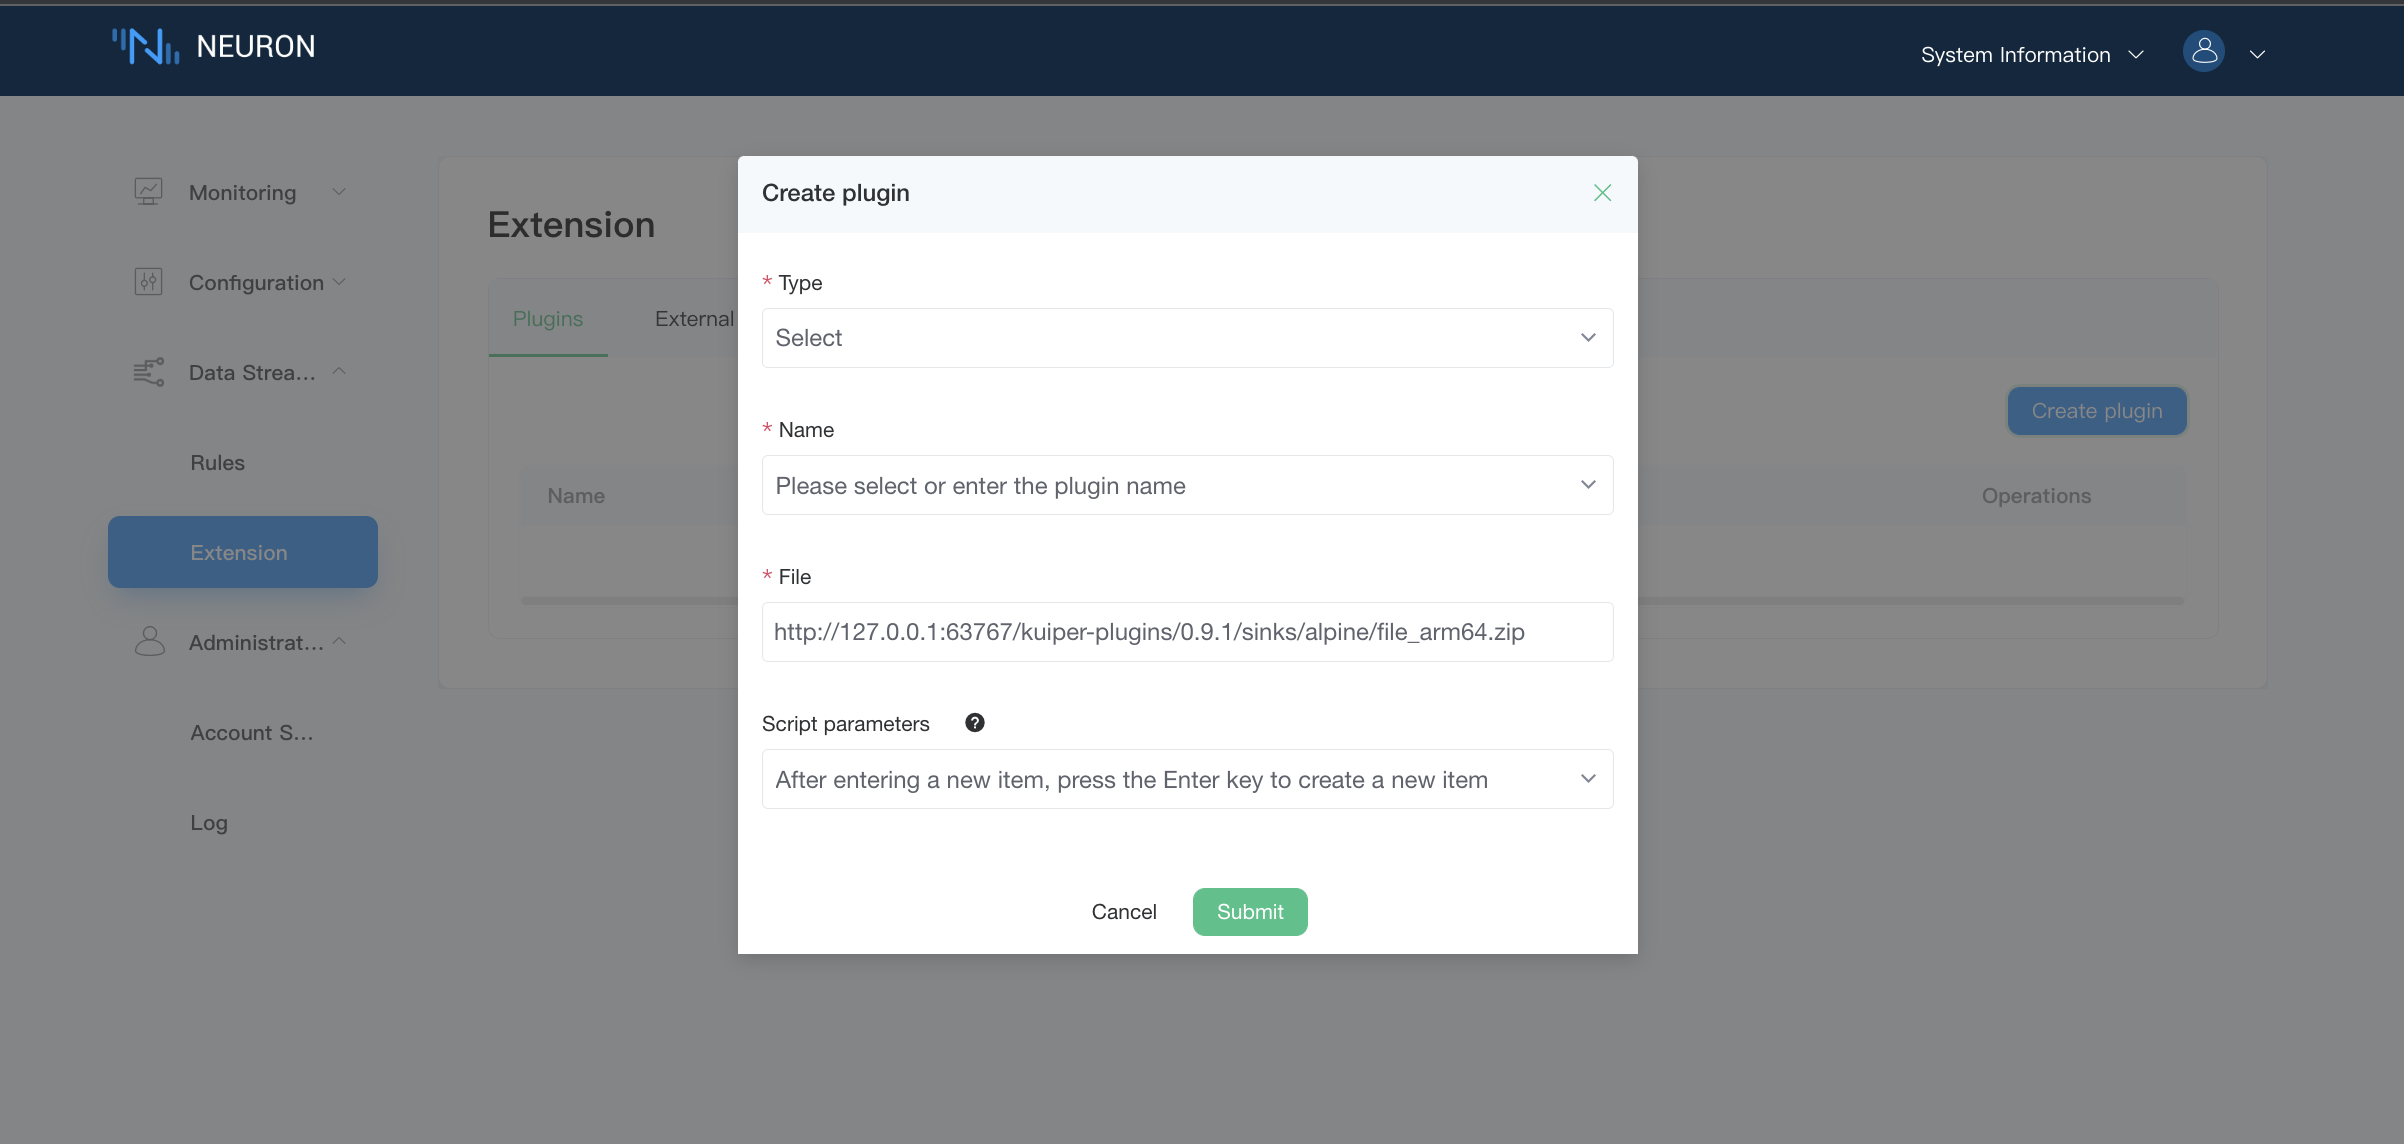 NEURON
System Information
Monitoring
Configuration
Data Strea...
Rules
Extension
Administrat...
Account S...
Log
Extension
Plugins
External
Create plugin
Name
Operations
Create plugin
* Type
Select
* Name
Please select or enter the plugin name
* File
http://127.0.0.1:63767/kuiper-plugins/0.9.1/sinks/alpine/file_arm64.zip
Script parameters ?
After entering a new item, press the Enter key to create a new item
Cancel
Submit